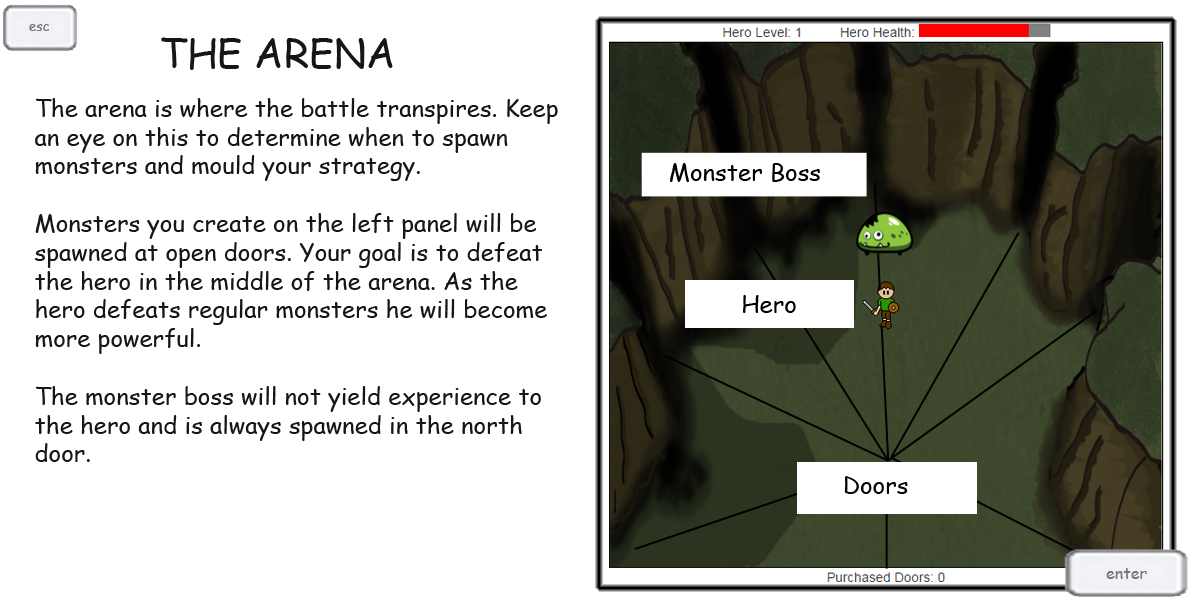 esc
THE ARENA
The arena is where the battle transpires. Keep
an eye on this to determine when to spawn
monsters and mould your strategy.
Monsters you create on the left panel will be
spawned at open doors. Your goal is to defeat
the hero in the middle of the arena. As the
hero defeats regular monsters he will become
more powerful.
The monster boss will not yield experience to
the hero and is always spawned in the north
door.
Hero Level: 1 Hero Health:
Monster Boss
Hero
Doors
Purchased Doors: 0
enter